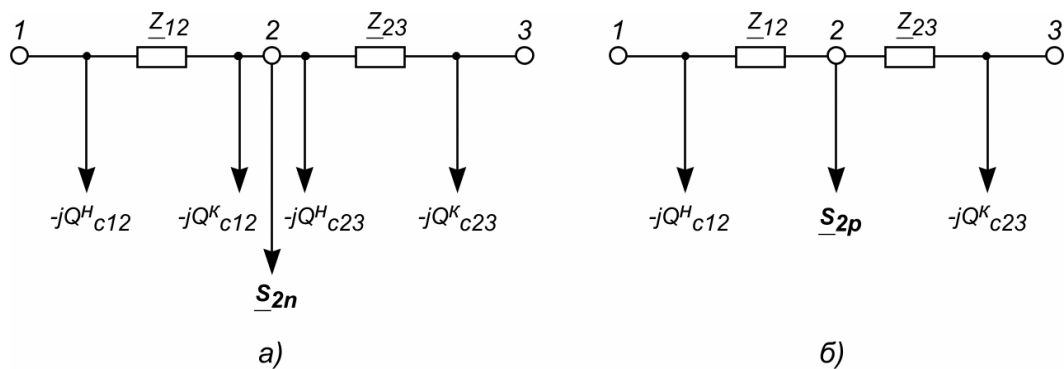 1 Z12 2 Z23 3
-jQᴴc12 -jQᴷc12 -jQᴴc23 -jQᴷc23
S2n
а)
1 Z12 2 Z23 3
-jQᴴc12 S2p -jQᴷc23
б)